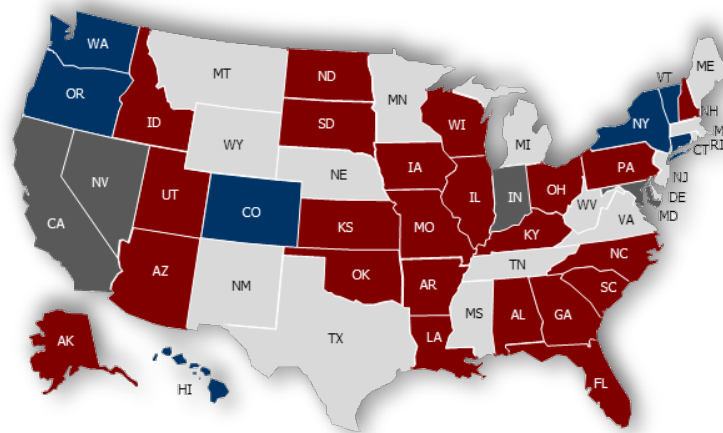 WA
OR
ID
MT
ND
SD
WY
MN
WI
MI
ME
VT
NH
NY
M
RI
CT
PA
NJ
DE
MD
OH
IN
IL
IA
NE
NV
UT
CA
CO
KS
MO
KY
WV
VA
NC
SC
TN
AZ
NM
OK
AR
TX
LA
MS
AL
GA
FL
AK
HI